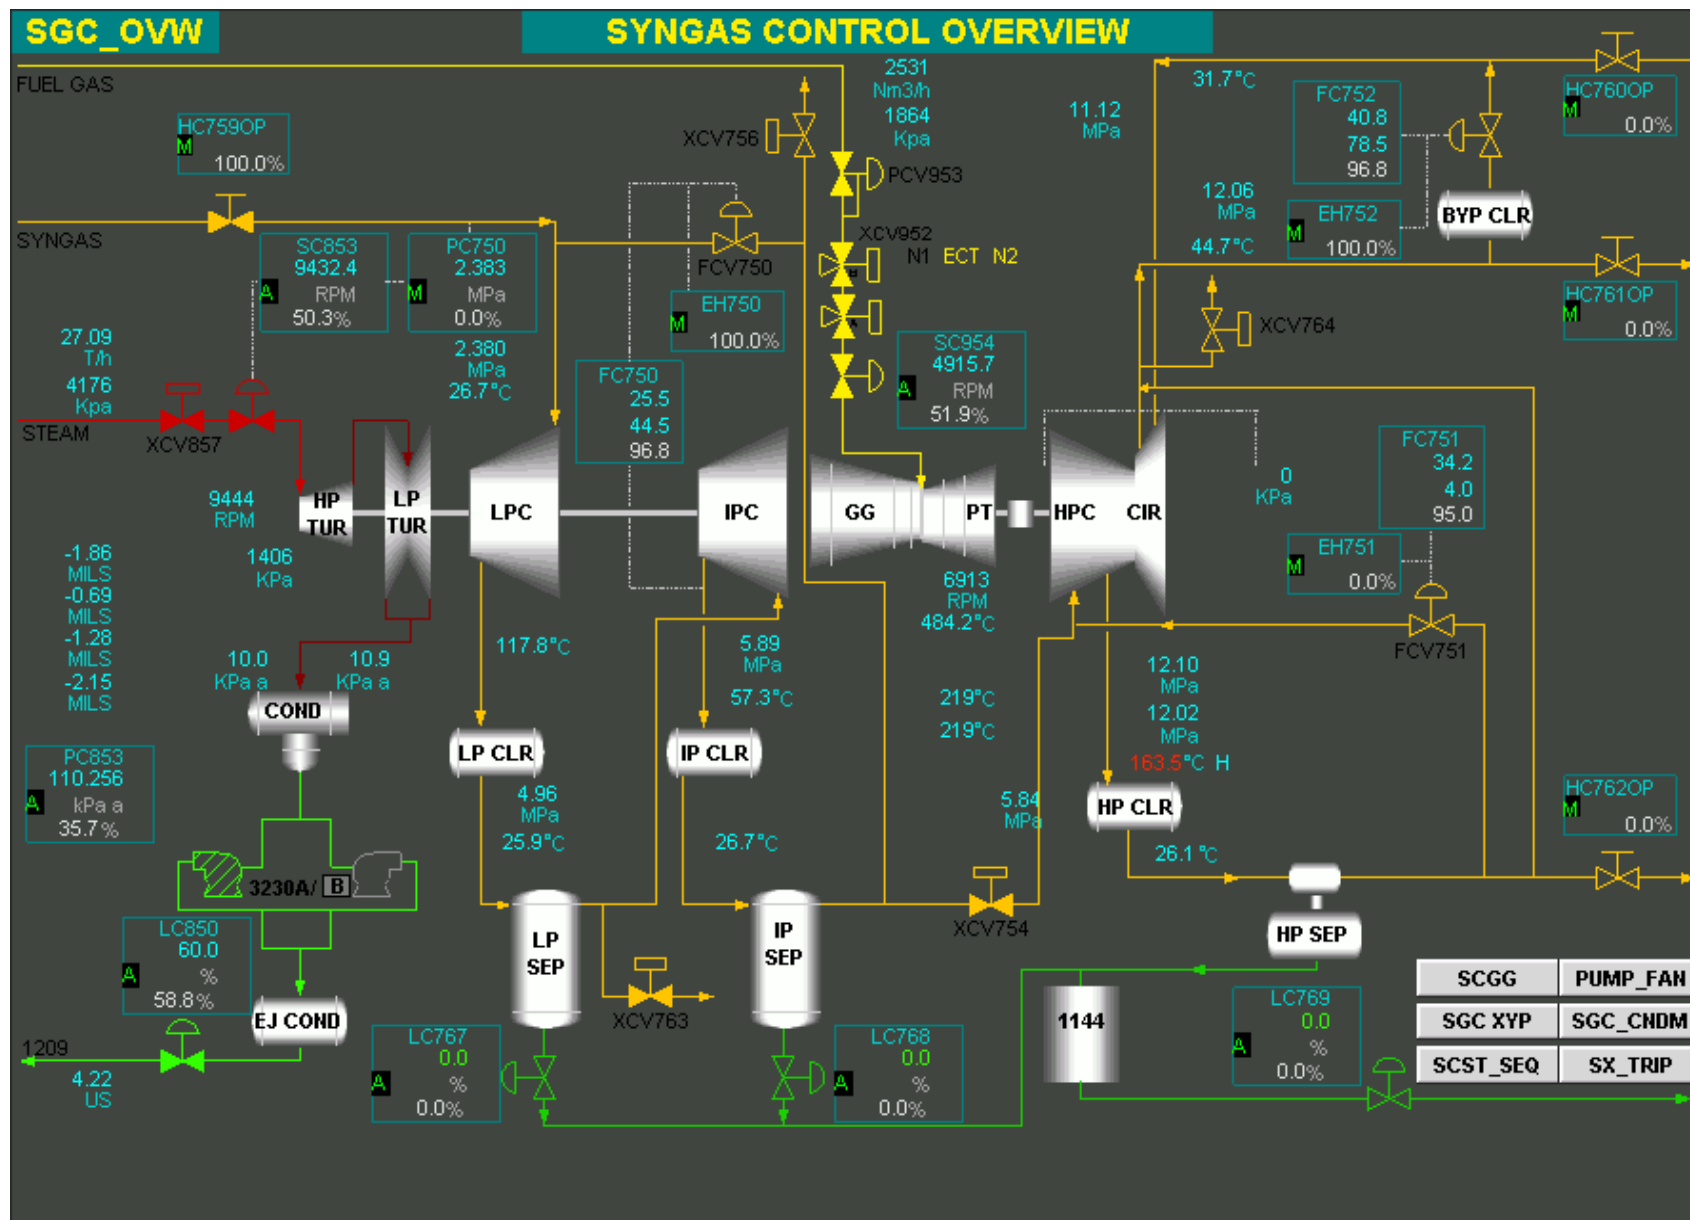 SGC_OVW
SYNGAS CONTROL OVERVIEW
FUEL GAS
HC759OP
M
100.0%
SYNGAS
SC853
9432.4
A
RPM
50.3%
PC750
2.383
M
MPa
0.0%
2.380
MPa
26.7°C
27.09
T/h
4176
Kpa
STEAM
XCV857
XCV756
2531
Nm3/h
1864
Kpa
PCV953
XCV952
N1 ECT N2
FCV750
EH750
M
100.0%
FC750
25.5
44.5
96.8
SC954
4915.7
A
RPM
51.9%
11.12
MPa
31.7°C
FC752
40.8
78.5
96.8
HC760OP
M
0.0%
12.06
MPa
44.7°C
EH752
M
100.0%
BYP CLR
HC761OP
M
0.0%
XCV764
9444
RPM
HP
TUR
LP
TUR
LPC
IPC
GG
PT
HPC
CIR
0
KPa
FC751
34.2
4.0
95.0
EH751
M
0.0%
FCV751
1406
KPa
-1.86
MILS
-0.69
MILS
-1.28
MILS
-2.15
MILS
10.0
KPa a
10.9
KPa a
COND
117.8°C
5.89
MPa
57.3°C
6913
RPM
484.2°C
219°C
219°C
12.10
MPa
12.02
MPa
163.5°C H
LP CLR
IP CLR
HP CLR
PC853
110.256
A
kPa a
35.7%
4.96
MPa
25.9°C
26.7°C
5.84
MPa
26.1°C
HC762OP
M
0.0%
3230A/ B
LC850
60.0
A
%
58.8%
EJ COND
1209
4.22
US
LP
SEP
IP
SEP
XCV754
HP SEP
XCV763
LC767
0.0
A
%
0.0%
LC768
0.0
A
%
0.0%
1144
LC769
0.0
A
%
0.0%
SCGG
PUMP_FAN
SGC XYP
SGC_CNDM
SCST_SEQ
SX_TRIP